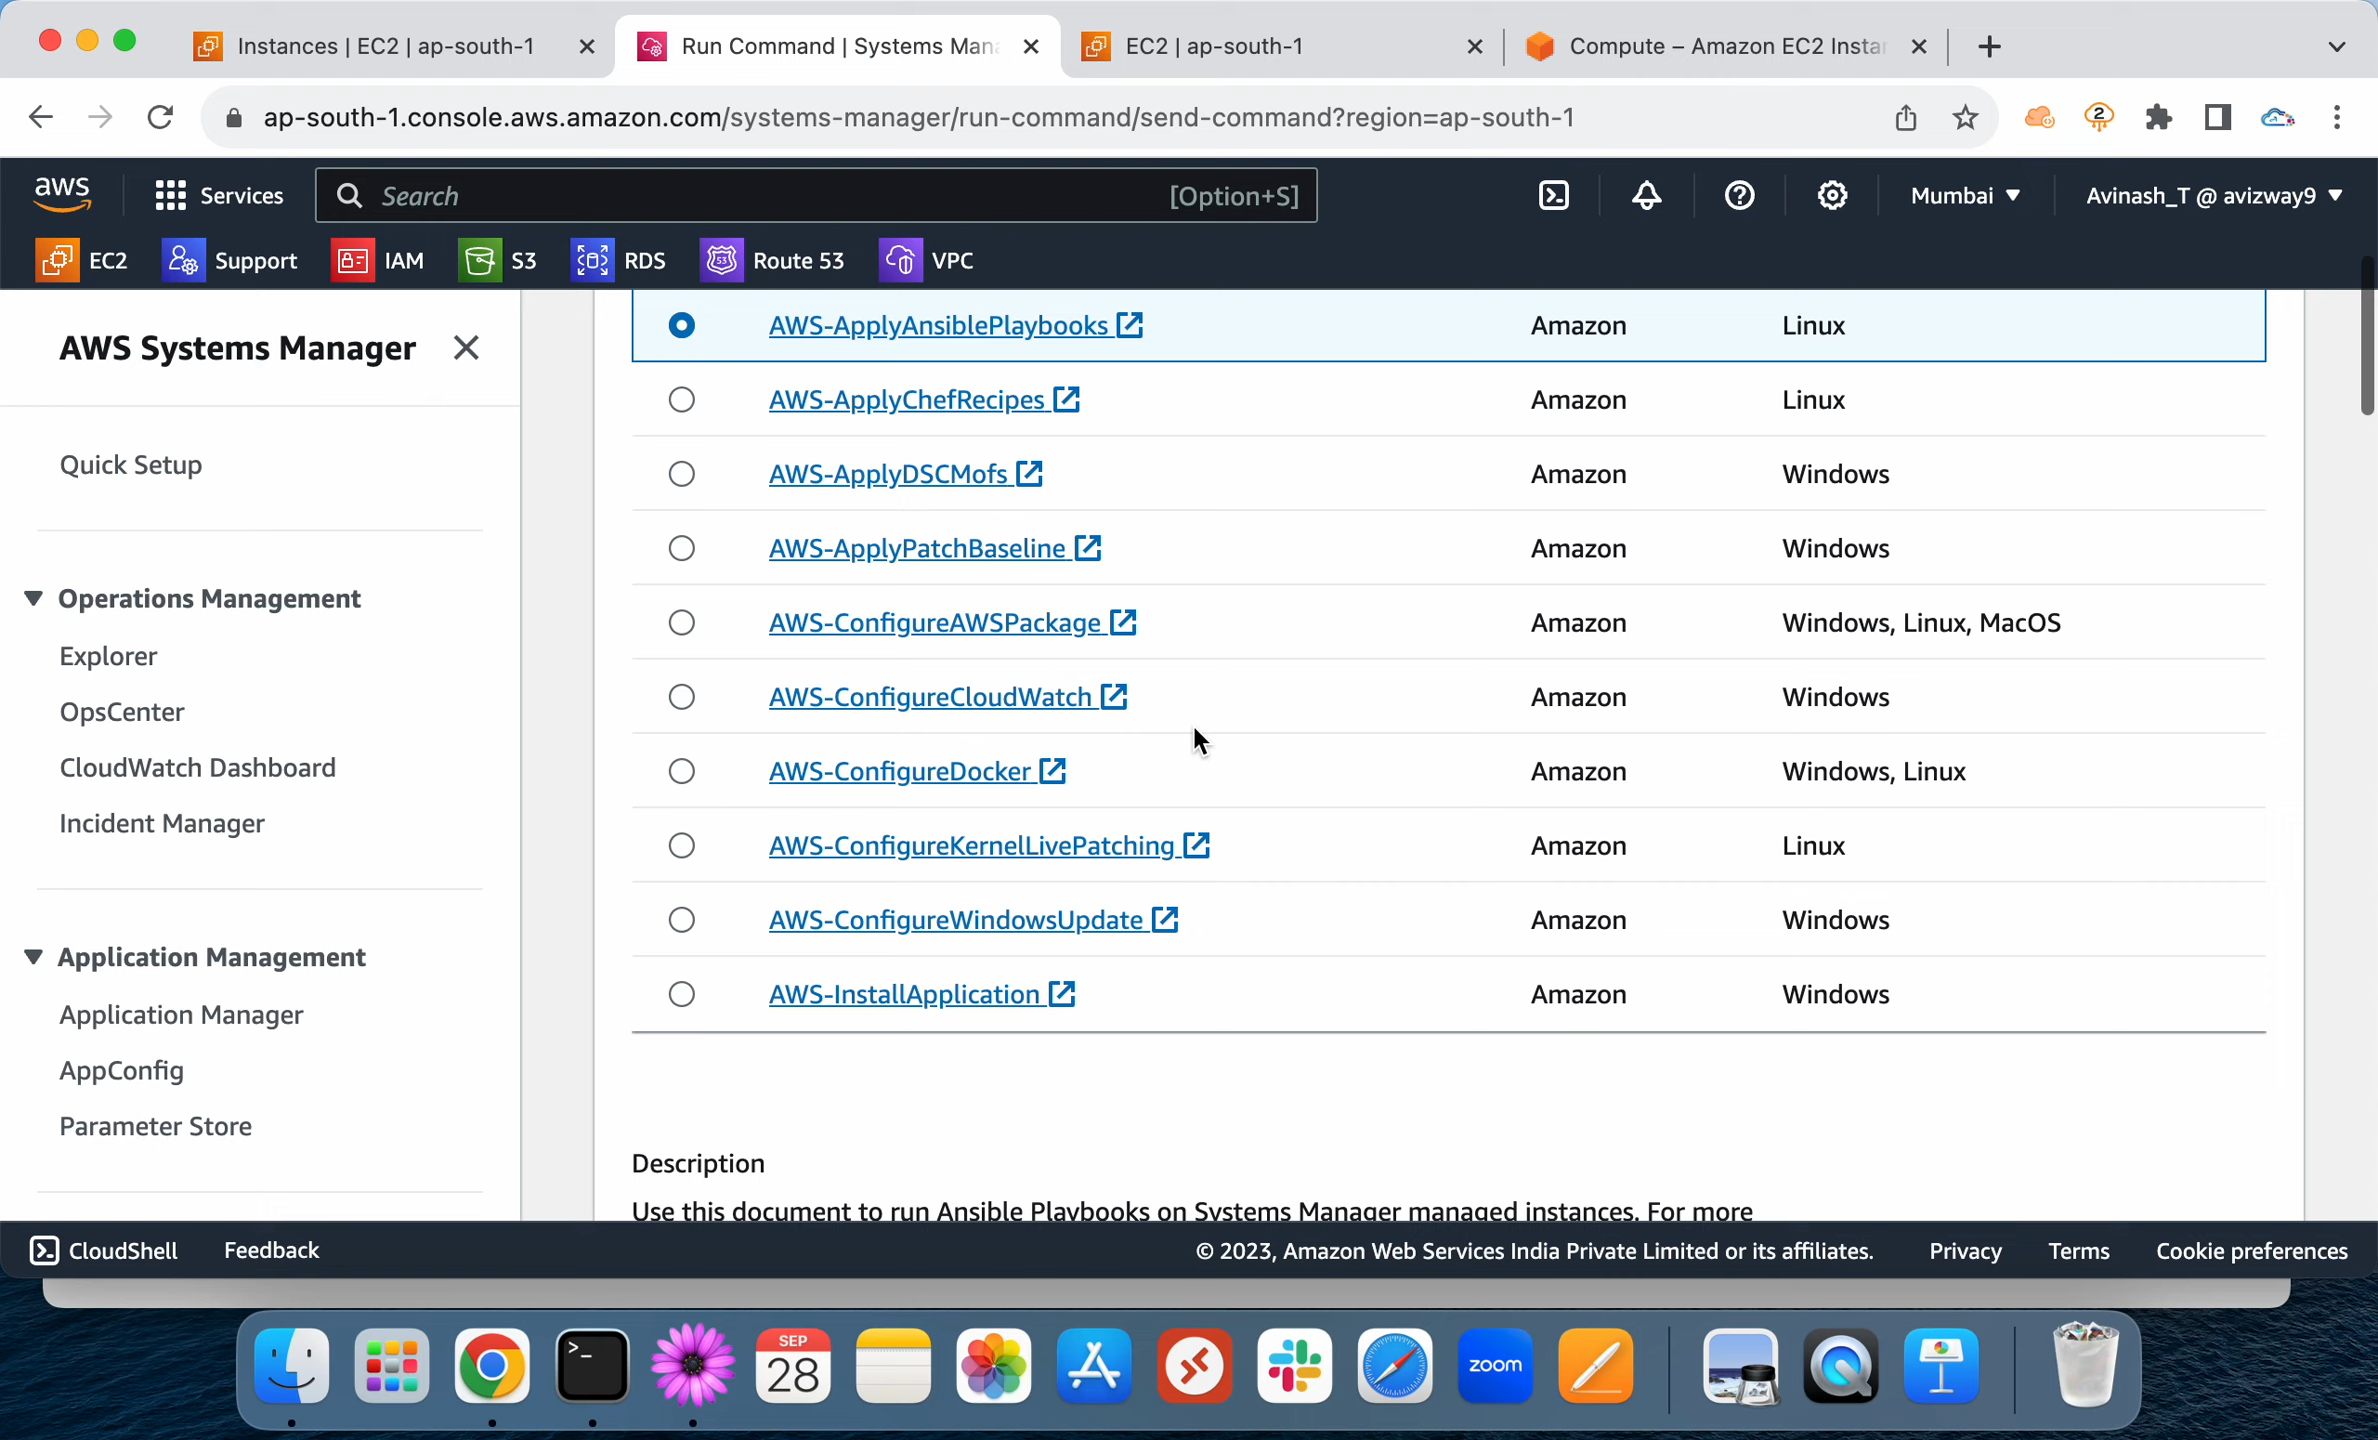 Instances | EC2 | ap-south-1
Run Command | Systems Mana
EC2 | ap-south-1
Compute – Amazon EC2 Insta
ap-south-1.console.aws.amazon.com/systems-manager/run-command/send-command?region=ap-south-1
2
aws
Services
Search
[Option+S]
Mumbai
Avinash_T @ avizway9
EC2
Support
IAM
S3
RDS
53
Route 53
VPC
AWS Systems Manager
Quick Setup
Operations Management
Explorer
OpsCenter
CloudWatch Dashboard
Incident Manager
Application Management
Application Manager
AppConfig
Parameter Store
AWS-ApplyAnsiblePlaybooks Amazon Linux
AWS-ApplyChefRecipes Amazon Linux
AWS-ApplyDSCMofs Amazon Windows
AWS-ApplyPatchBaseline Amazon Windows
AWS-ConfigureAWSPackage Amazon Windows, Linux, MacOS
AWS-ConfigureCloudWatch Amazon Windows
AWS-ConfigureDocker Amazon Windows, Linux
AWS-ConfigureKernelLivePatching Amazon Linux
AWS-ConfigureWindowsUpdate Amazon Windows
AWS-InstallApplication Amazon Windows
Description
Use this document to run Ansible Playbooks on Systems Manager managed instances. For more
CloudShell
Feedback
© 2023, Amazon Web Services India Private Limited or its affiliates.
Privacy
Terms
Cookie preferences
SEP
28
zoom